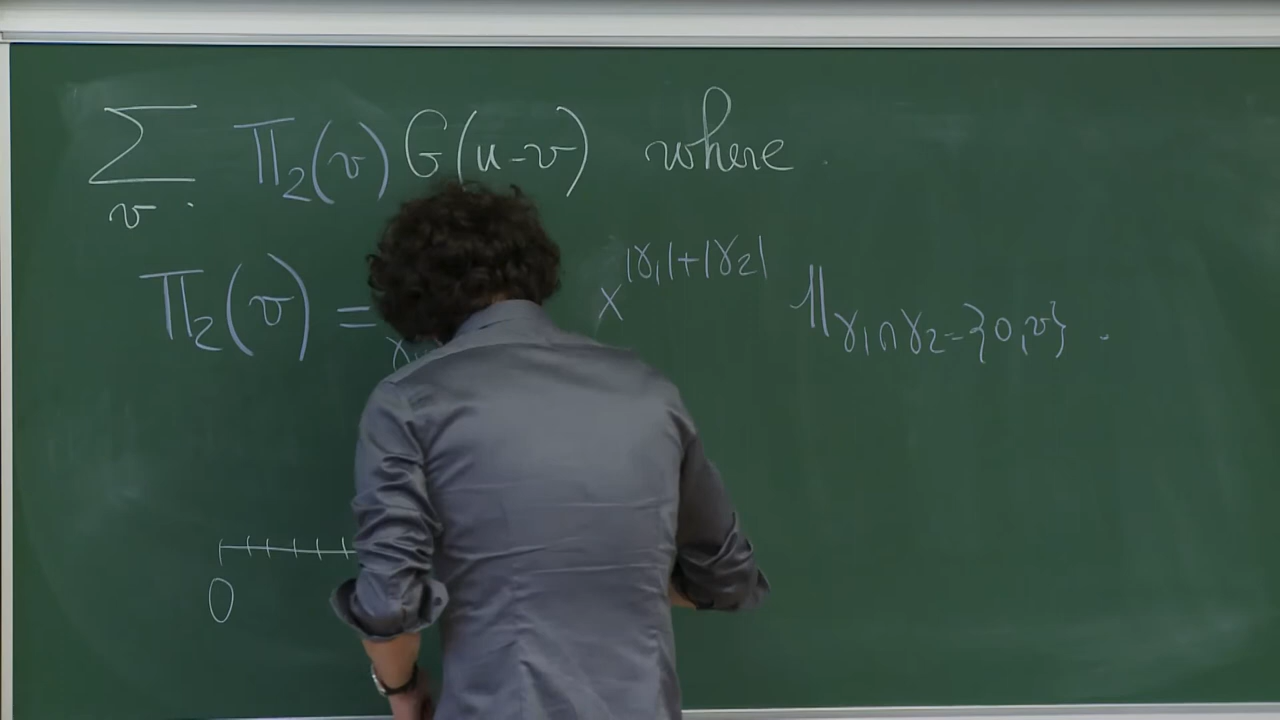 ∑ Π₂(v) G(u-v) where
v
Π₂(v) = x^{|γ₁|+|γ₂|} 𝟙_{γ₁∩γ₂={0,v}} .
0